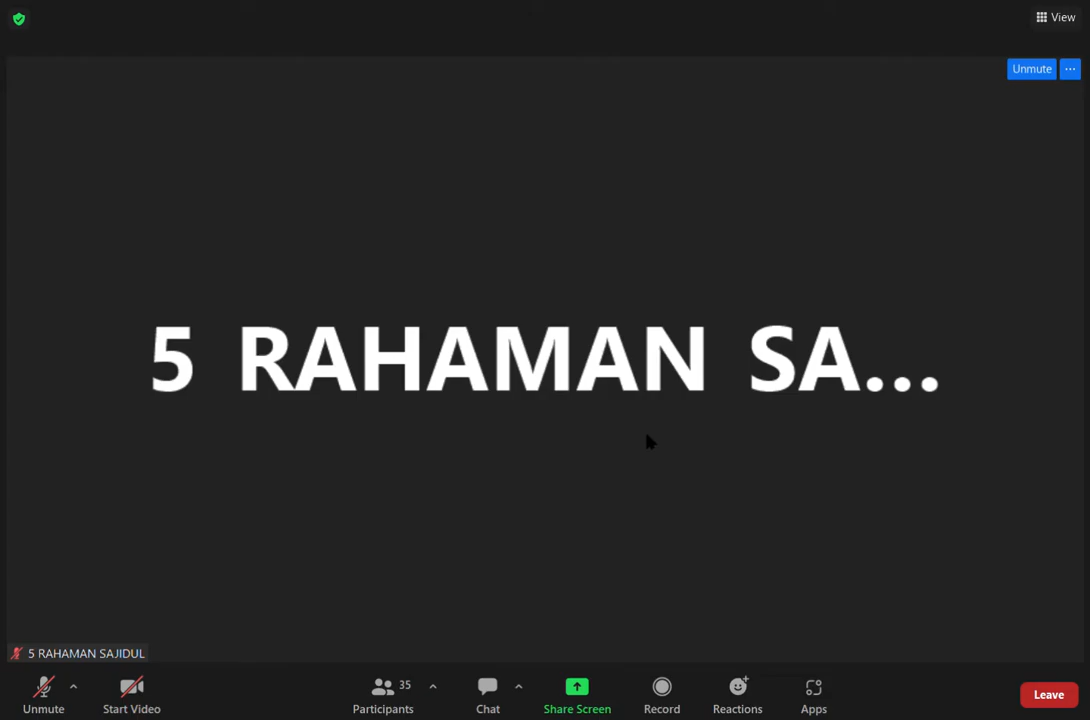 View
Unmute ...
5 RAHAMAN SA...
5 RAHAMAN SAJIDUL
Unmute Start Video Participants 35 Chat Share Screen Record Reactions Apps Leave